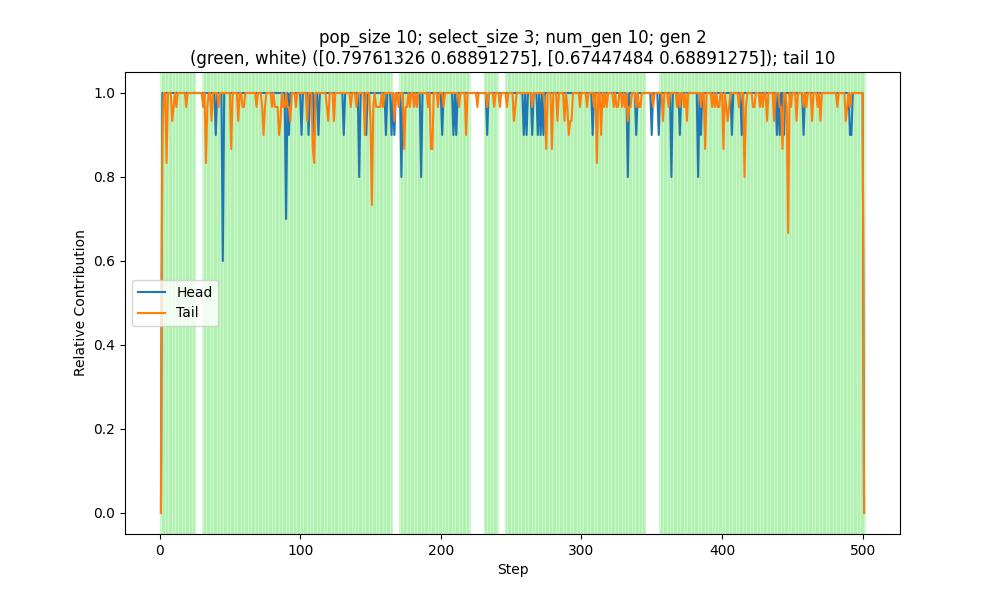 pop_size 10; select_size 3; num_gen 10; gen 2
(green, white) ([0.79761326 0.68891275], [0.67447484 0.68891275]); tail 10
Relative Contribution
1.0
0.8
0.6
0.4
0.2
0.0
Head
Tail
0 100 200 300 400 500
Step